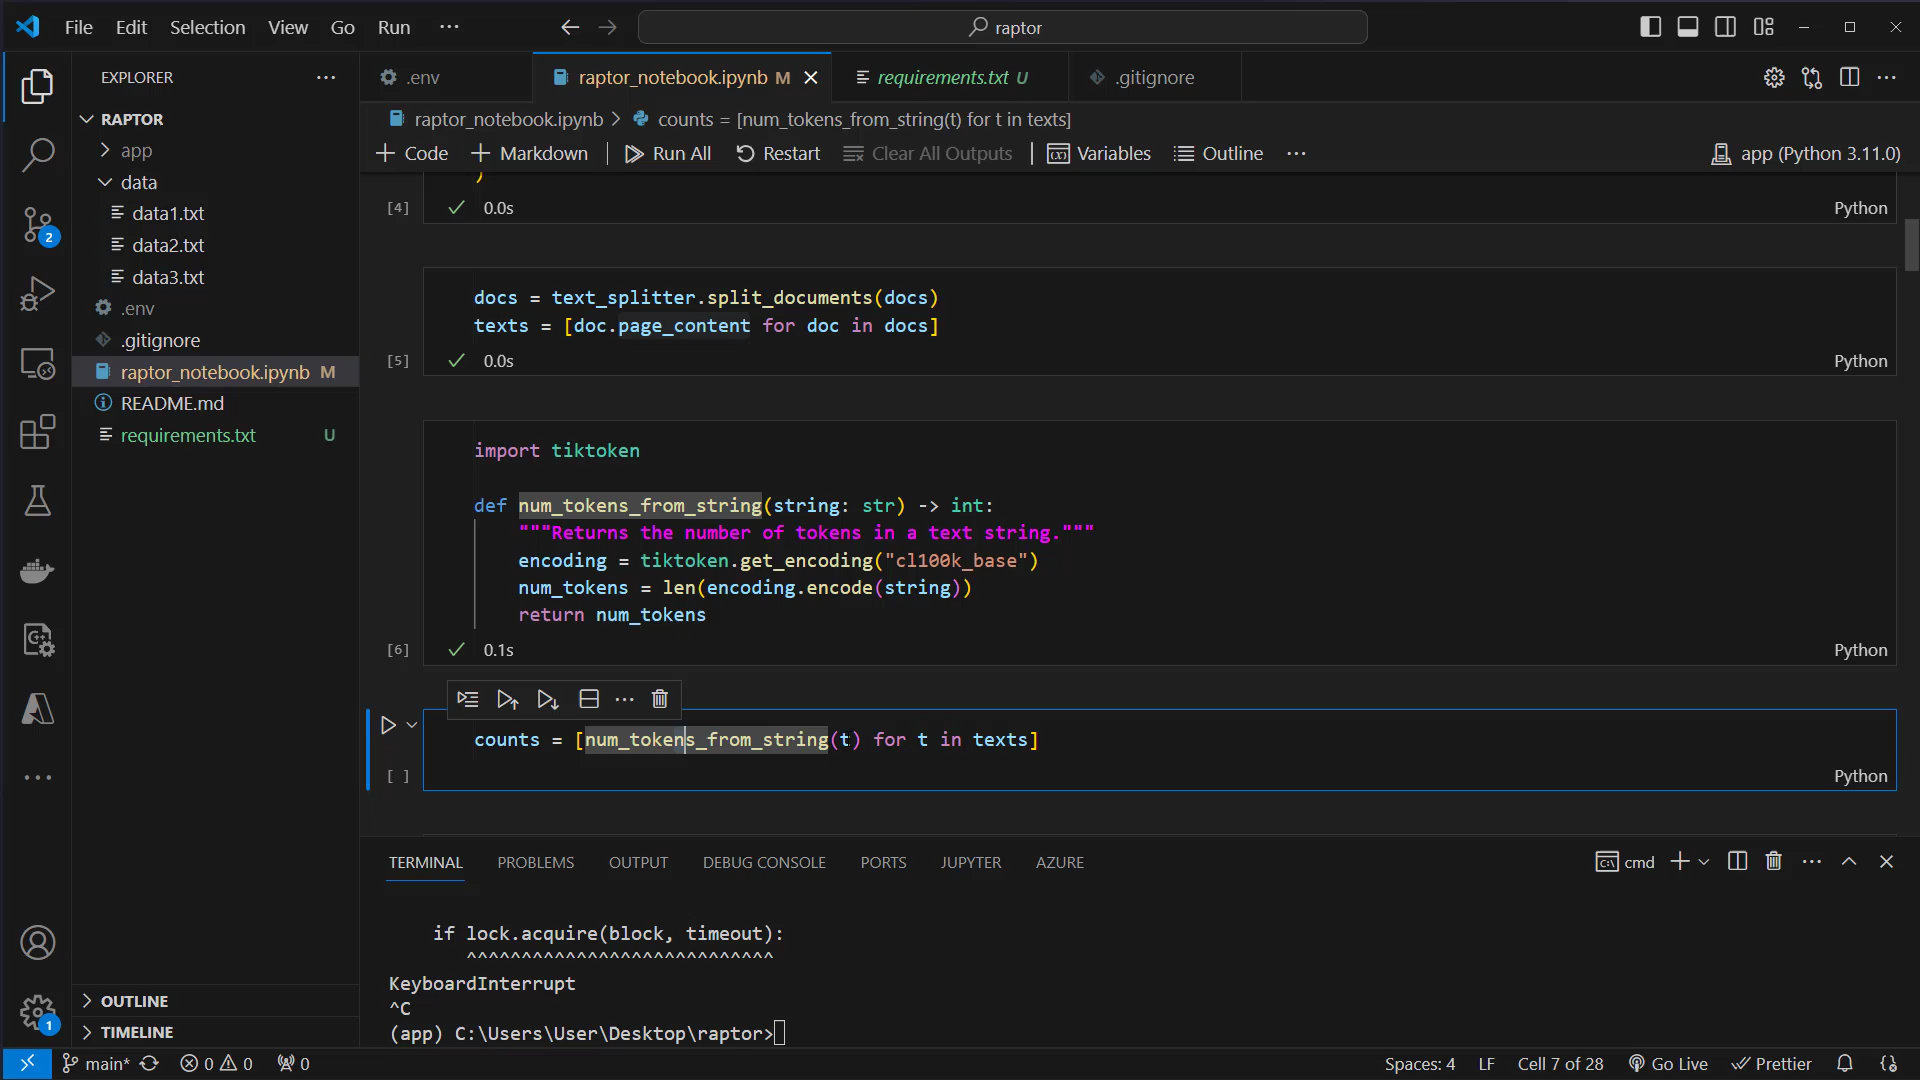 File Edit Selection View Go Run ··· raptor
EXPLORER ···
.env raptor_notebook.ipynb M requirements.txt U .gitignore ···
RAPTOR
app
data
data1.txt
data2.txt
data3.txt
.env
.gitignore
raptor_notebook.ipynb M
README.md
requirements.txt U
OUTLINE
TIMELINE
raptor_notebook.ipynb > counts = [num_tokens_from_string(t) for t in texts]
+ Code + Markdown Run All Restart Clear All Outputs Variables Outline ··· app (Python 3.11.0)
)
[4] 0.0s Python
docs = text_splitter.split_documents(docs)
texts = [doc.page_content for doc in docs]
[5] 0.0s Python
import tiktoken
def num_tokens_from_string(string: str) -> int:
"""Returns the number of tokens in a text string."""
encoding = tiktoken.get_encoding("cl100k_base")
num_tokens = len(encoding.encode(string))
return num_tokens
[6] 0.1s Python
counts = [num_tokens_from_string(t) for t in texts]
[ ] Python
TERMINAL PROBLEMS OUTPUT DEBUG CONSOLE PORTS JUPYTER AZURE cmd
if lock.acquire(block, timeout):
^^^^^^^^^^^^^^^^^^^^^^^^^^^^
KeyboardInterrupt
^C
(app) C:\Users\User\Desktop\raptor>
2
1
main* 0 0 0 Spaces: 4 LF Cell 7 of 28 Go Live Prettier